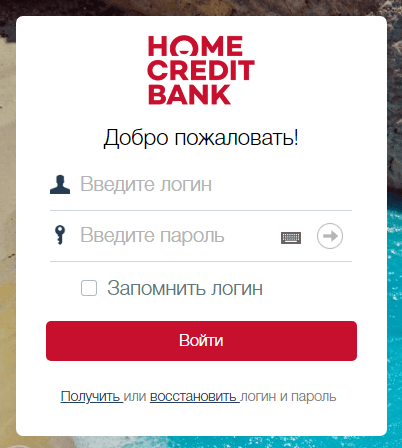 HOME
CREDIT
BANK
Добро пожаловать!
Введите логин
Введите пароль
Запомнить логин
Войти
Получить или восстановить логин и пароль